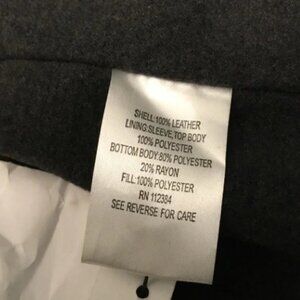 SHELL:100% LEATHER
LINING:SLEEVE,TOP BODY
100% POLYESTER
BOTTOM BODY:80% POLYESTER
20% RAYON
FILL:100% POLYESTER
RN 112384
SEE REVERSE FOR CARE